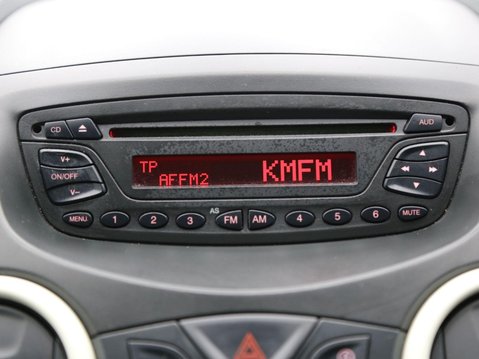 CD AUD
TP KMFM
AFFM2
V+
ON/OFF
V-
AS
MENU 1 2 3 FM AM 4 5 6 MUTE